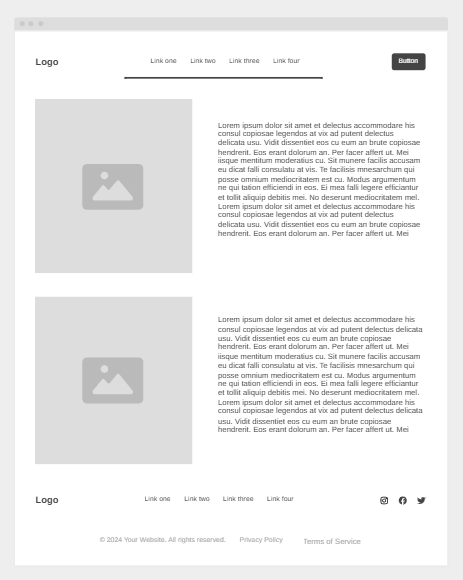 Logo
Link one Link two Link three Link four
Button
Lorem ipsum dolor sit amet et delectus accommodare his
consul copiosae legendos at vix ad putent delectus
delicata usu. Vidit dissentiet eos cu eum an brute copiosae
hendrerit. Eos erant dolorum an. Per facer affert ut. Mei
iisque mentitum moderatius cu. Sit munere facilis accusam
eu dicat falli consulatu at vis. Te facilisis mnesarchum qui
posse omnium mediocritatem est cu. Modus argumentum
ne qui tation efficiendi in eos. Ei mea falli legere efficiantur
et tollit aliquip debitis mei. No deserunt mediocritatem mel.
Lorem ipsum dolor sit amet et delectus accommodare his
consul copiosae legendos at vix ad putent delectus
delicata usu. Vidit dissentiet eos cu eum an brute copiosae
hendrerit. Eos erant dolorum an. Per facer affert ut. Mei
Lorem ipsum dolor sit amet et delectus accommodare his
consul copiosae legendos at vix ad putent delectus delicata
usu. Vidit dissentiet eos cu eum an brute copiosae
hendrerit. Eos erant dolorum an. Per facer affert ut. Mei
iisque mentitum moderatius cu. Sit munere facilis accusam
eu dicat falli consulatu at vis. Te facilisis mnesarchum qui
posse omnium mediocritatem est cu. Modus argumentum
ne qui tation efficiendi in eos. Ei mea falli legere efficiantur
et tollit aliquip debitis mei. No deserunt mediocritatem mel.
Lorem ipsum dolor sit amet et delectus accommodare his
consul copiosae legendos at vix ad putent delectus delicata
usu. Vidit dissentiet eos cu eum an brute copiosae
hendrerit. Eos erant dolorum an. Per facer affert ut. Mei
Logo
Link one Link two Link three Link four
© 2024 Your Website. All rights reserved. Privacy Policy Terms of Service